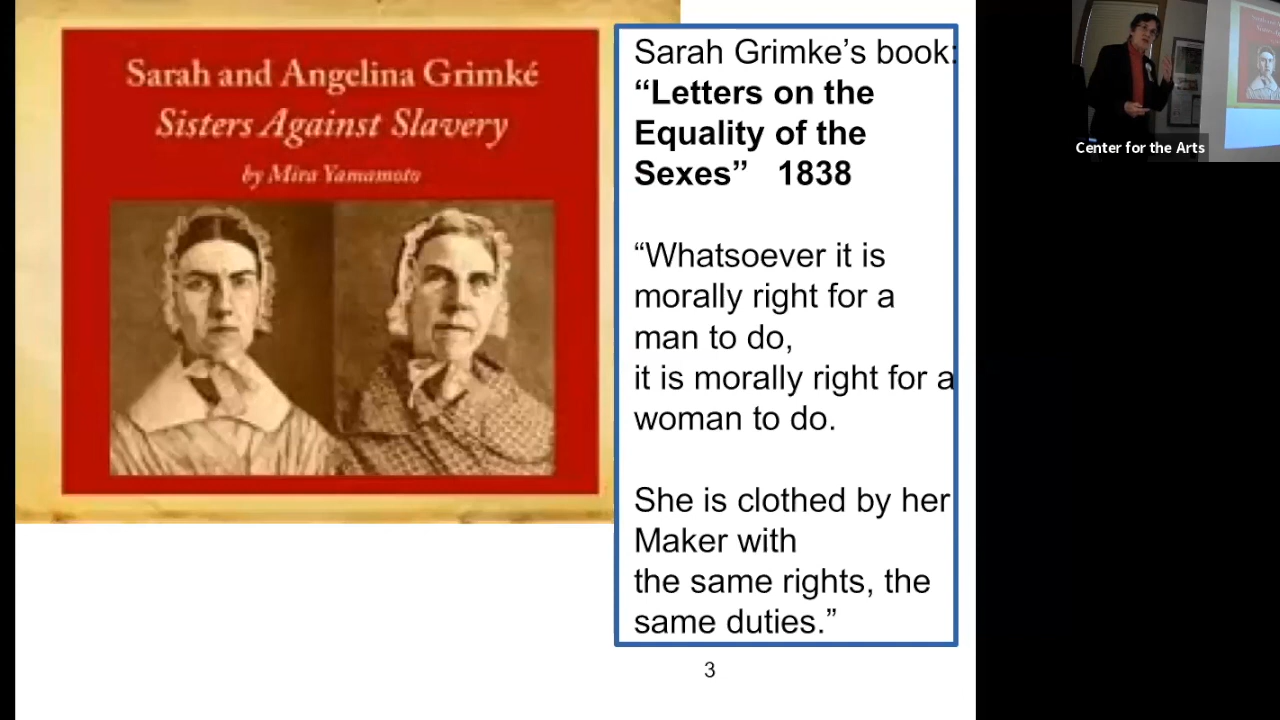 Sarah and Angelina Grimké
Sisters Against Slavery
by Mira Yamamoto
Sarah Grimke’s book:
“Letters on the
Equality of the
Sexes” 1838
“Whatsoever it is
morally right for a
man to do,
it is morally right for a
woman to do.
She is clothed by her
Maker with
the same rights, the
same duties.”
3
Center for the Arts